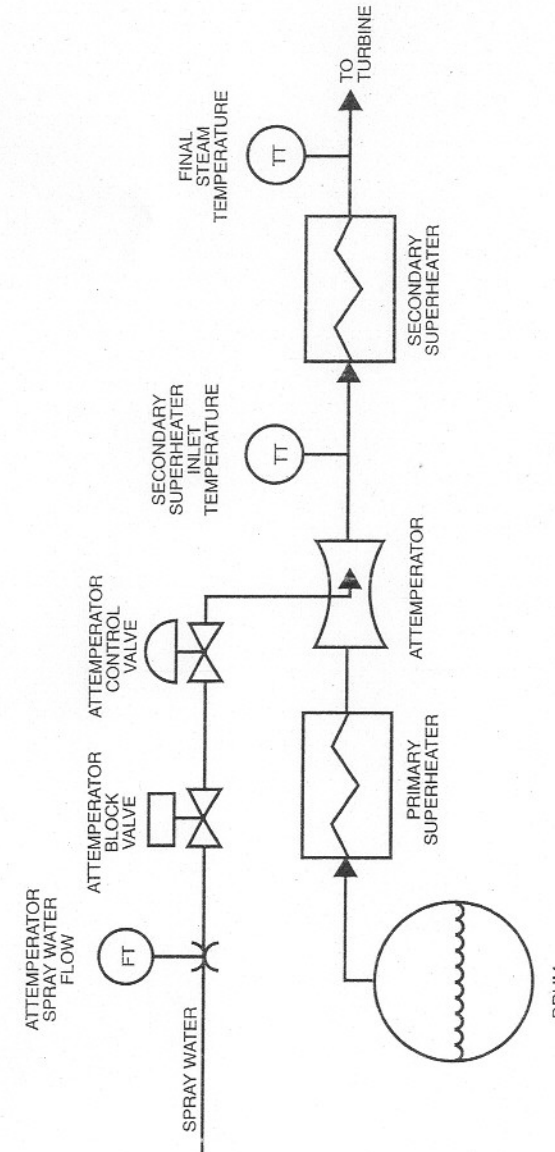 ATTEMPERATOR
SPRAY WATER
FLOW
FT
SPRAY WATER
ATTEMPERATOR
BLOCK
VALVE
ATTEMPERATOR
CONTROL
VALVE
SECONDARY
SUPERHEATER
INLET
TEMPERATURE
TT
FINAL
STEAM
TEMPERATURE
TT
TO
TURBINE
PRIMARY
SUPERHEATER
ATTEMPERATOR
SECONDARY
SUPERHEATER